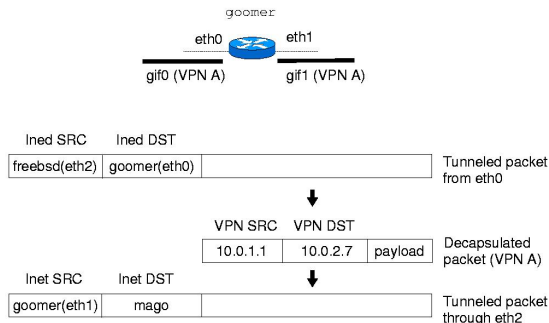 goomer
eth0 eth1
gif0 (VPN A) gif1 (VPN A)
Ined SRC Ined DST
freebsd(eth2) goomer(eth0)
Tunneled packet
from eth0
VPN SRC VPN DST
10.0.1.1 10.0.2.7 payload
Decapsulated
packet (VPN A)
Inet SRC Inet DST
goomer(eth1) mago
Tunneled packet
through eth2